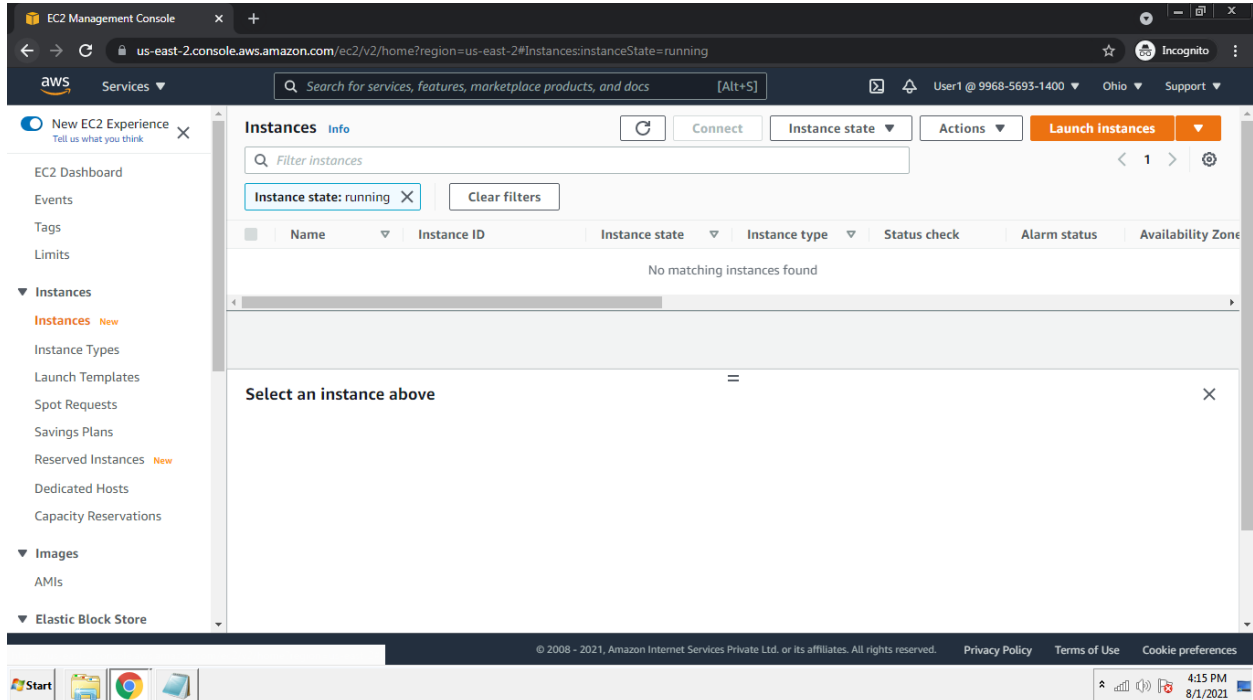 EC2 Management Console
us-east-2.console.aws.amazon.com/ec2/v2/home?region=us-east-2#Instances:instanceState=running
Incognito
aws
Services
Search for services, features, marketplace products, and docs [Alt+S]
User1 @ 9968-5693-1400
Ohio
Support
New EC2 Experience
Tell us what you think
EC2 Dashboard
Events
Tags
Limits
Instances
Instances New
Instance Types
Launch Templates
Spot Requests
Savings Plans
Reserved Instances New
Dedicated Hosts
Capacity Reservations
Images
AMIs
Elastic Block Store
Instances Info
Connect
Instance state
Actions
Launch instances
Filter instances
1
Instance state: running
Clear filters
Name Instance ID Instance state Instance type Status check Alarm status Availability Zone
No matching instances found
Select an instance above
© 2008 - 2021, Amazon Internet Services Private Ltd. or its affiliates. All rights reserved. Privacy Policy Terms of Use Cookie preferences
Start
4:15 PM
8/1/2021